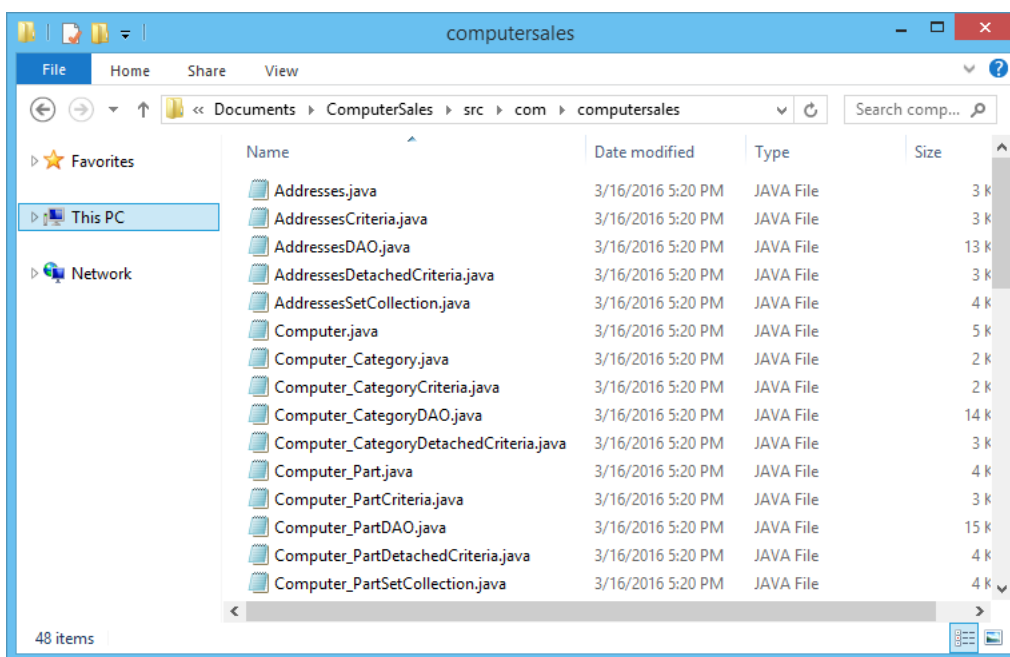 computersales
File Home Share View
« Documents ComputerSales src com computersales Search comp...
Name Date modified Type Size
Favorites
This PC
Network
Addresses.java 3/16/2016 5:20 PM JAVA File 3 K
AddressesCriteria.java 3/16/2016 5:20 PM JAVA File 3 K
AddressesDAO.java 3/16/2016 5:20 PM JAVA File 13 K
AddressesDetachedCriteria.java 3/16/2016 5:20 PM JAVA File 3 K
AddressesSetCollection.java 3/16/2016 5:20 PM JAVA File 4 K
Computer.java 3/16/2016 5:20 PM JAVA File 5 K
Computer_Category.java 3/16/2016 5:20 PM JAVA File 2 K
Computer_CategoryCriteria.java 3/16/2016 5:20 PM JAVA File 2 K
Computer_CategoryDAO.java 3/16/2016 5:20 PM JAVA File 14 K
Computer_CategoryDetachedCriteria.java 3/16/2016 5:20 PM JAVA File 3 K
Computer_Part.java 3/16/2016 5:20 PM JAVA File 4 K
Computer_PartCriteria.java 3/16/2016 5:20 PM JAVA File 3 K
Computer_PartDAO.java 3/16/2016 5:20 PM JAVA File 15 K
Computer_PartDetachedCriteria.java 3/16/2016 5:20 PM JAVA File 4 K
Computer_PartSetCollection.java 3/16/2016 5:20 PM JAVA File 4 K
48 items